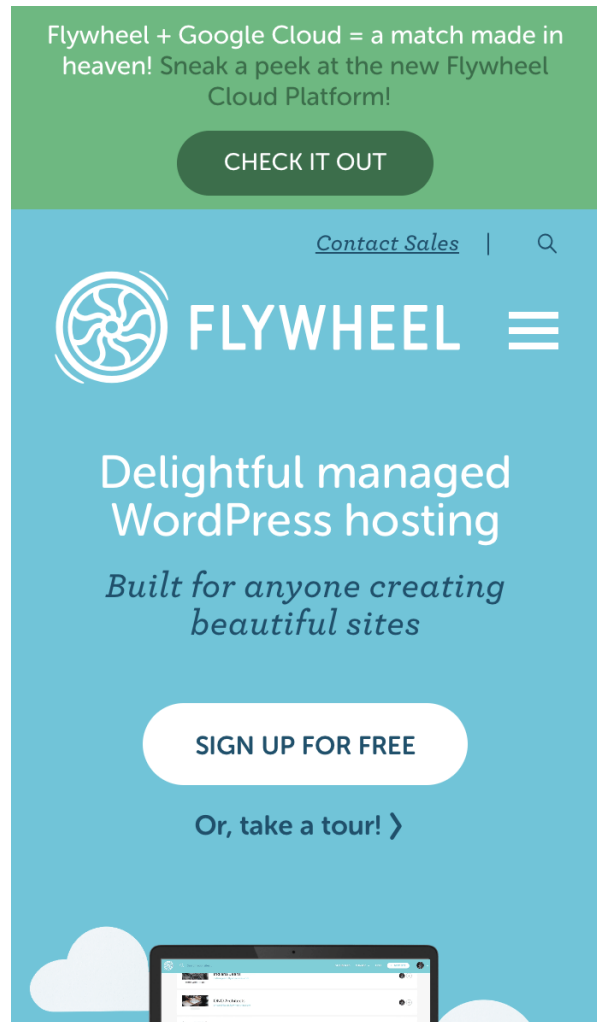 Flywheel + Google Cloud = a match made in
heaven! Sneak a peek at the new Flywheel
Cloud Platform!
CHECK IT OUT
Contact Sales |
FLYWHEEL
Delightful managed
WordPress hosting
Built for anyone creating
beautiful sites
SIGN UP FOR FREE
Or, take a tour! ❯